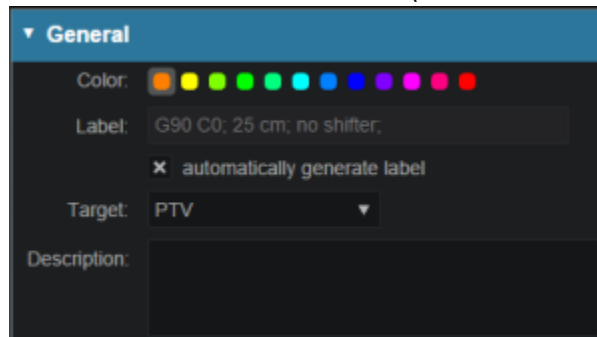 General
Color:
Label: G90 C0; 25 cm; no shifter;
automatically generate label
Target: PTV
Description: